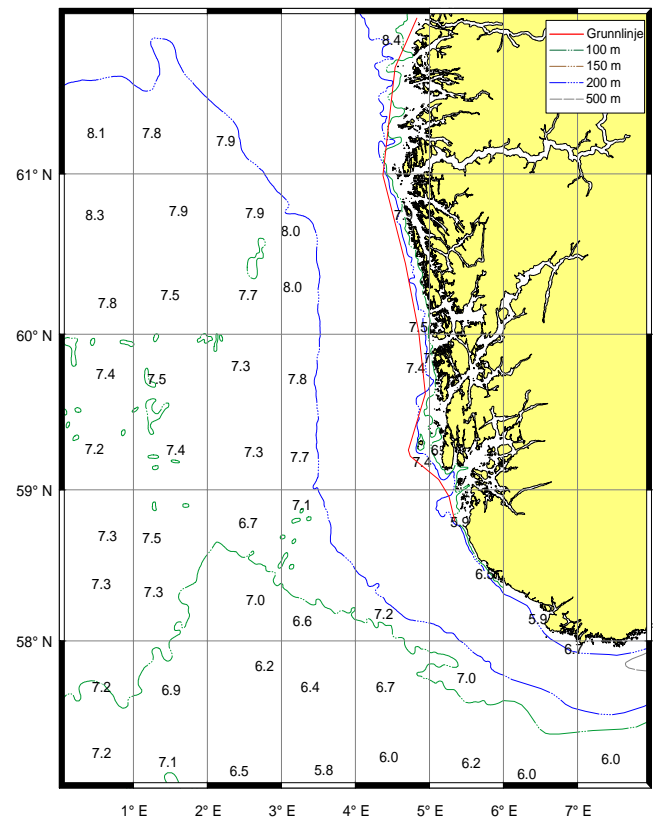 8.4
Grunnlinje
100 m
150 m
200 m
500 m
8.1 7.8 7.9
61° N
8.3 7.9 7.9 8.0
8.0
7.8 7.5 7.7
7.5
60° N
7.4 7.5 7.3 7.8 7.4
7.2 7.4 7.3 7.7 7.4
59° N
7.3 7.5 6.7 7.1 5.9
7.3 7.3 7.0 6.6 7.2 5.9
58° N
6.7
7.2 6.9 6.2 6.4 6.7 7.0
7.2 7.1 6.5 5.8 6.0 6.2 6.0 6.0
1° E 2° E 3° E 4° E 5° E 6° E 7° E